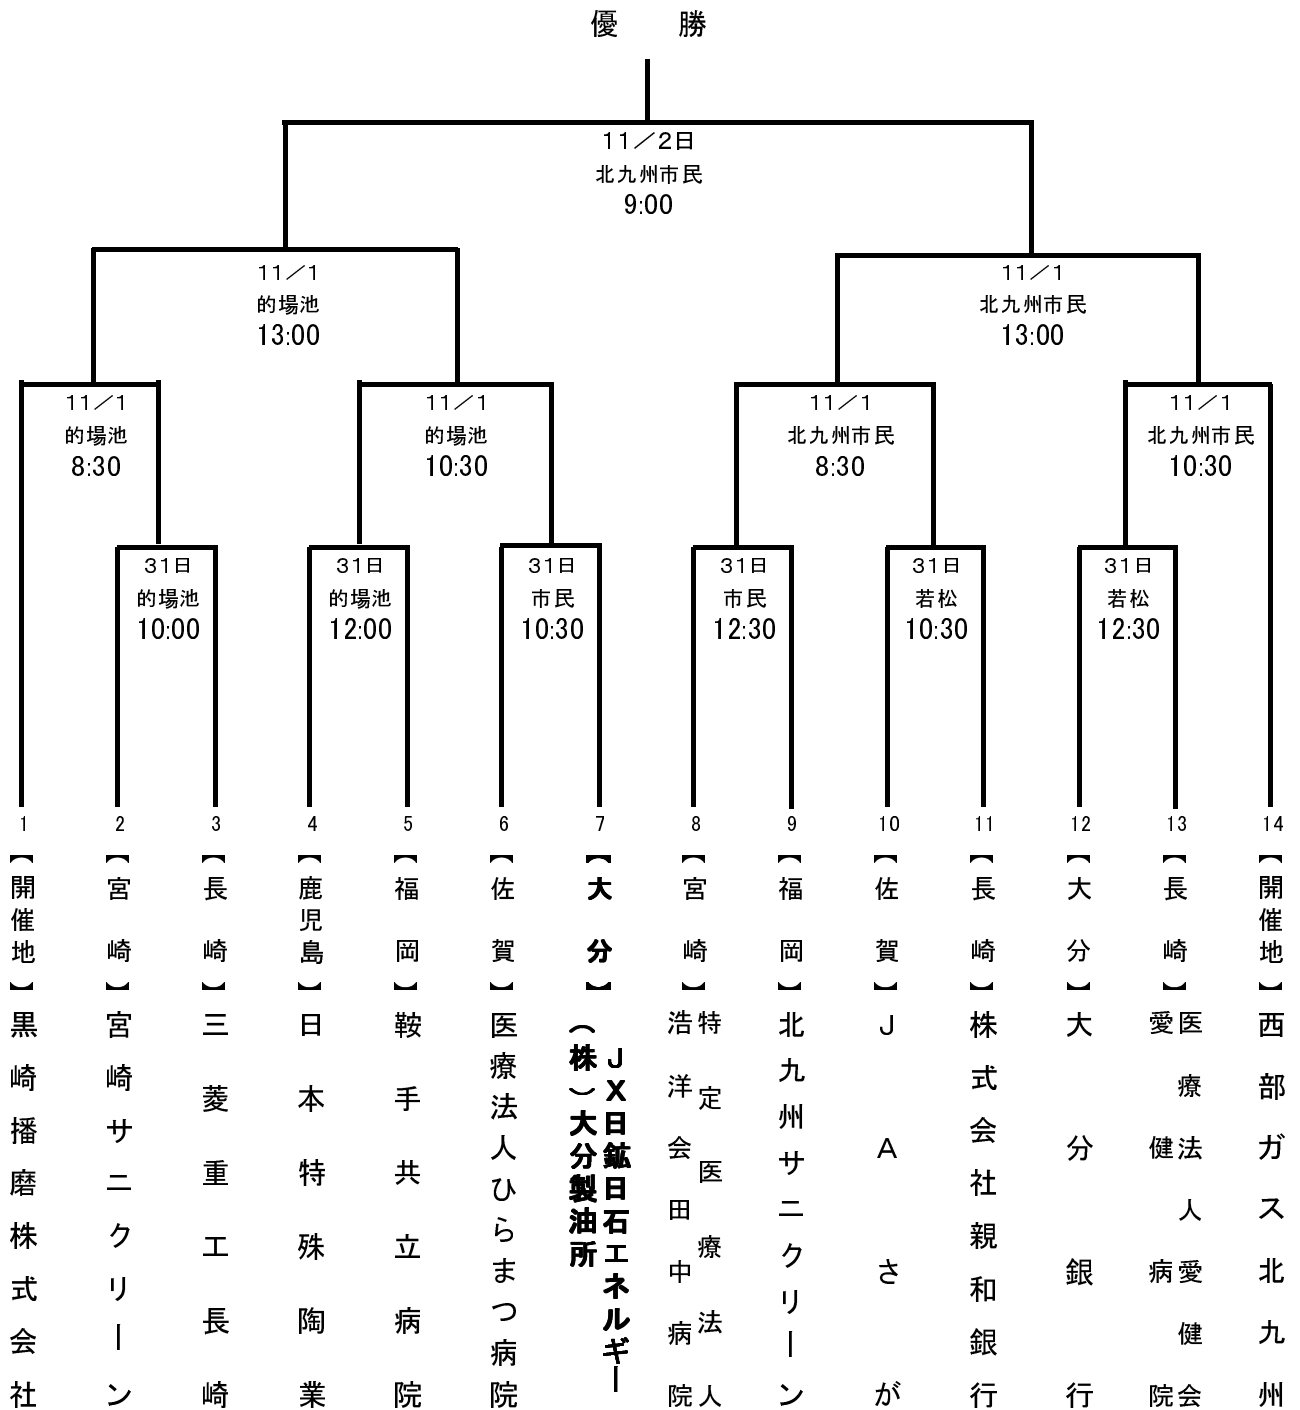 優 勝
11/2日
北九州市民
9:00
11/1
的場池
13:00
11/1
北九州市民
13:00
11/1
的場池
8:30
11/1
的場池
10:30
11/1
北九州市民
8:30
11/1
北九州市民
10:30
31日
的場池
10:00
31日
的場池
12:00
31日
市民
10:30
31日
市民
12:30
31日
若松
10:30
31日
若松
12:30
1
【開催地】
黒崎播磨株式会社
2
【宮崎】
宮崎サニクリーン
3
【長崎】
三菱重工長崎
4
【鹿児島】
日本特殊陶業
5
【福岡】
鞍手共立病院
6
【佐賀】
医療法人ひらまつ病院
7
【大分】
JX日鉱日石エネルギー
(株)大分製油所
8
【宮崎】
特定医療法人
浩洋会田中病院
9
【福岡】
北九州サニクリーン
10
【佐賀】
JAさが
11
【長崎】
株式会社親和銀行
12
【大分】
大分銀行
13
【長崎】
医療法人愛健会
愛健病院
14
【開催地】
西部ガス北九州